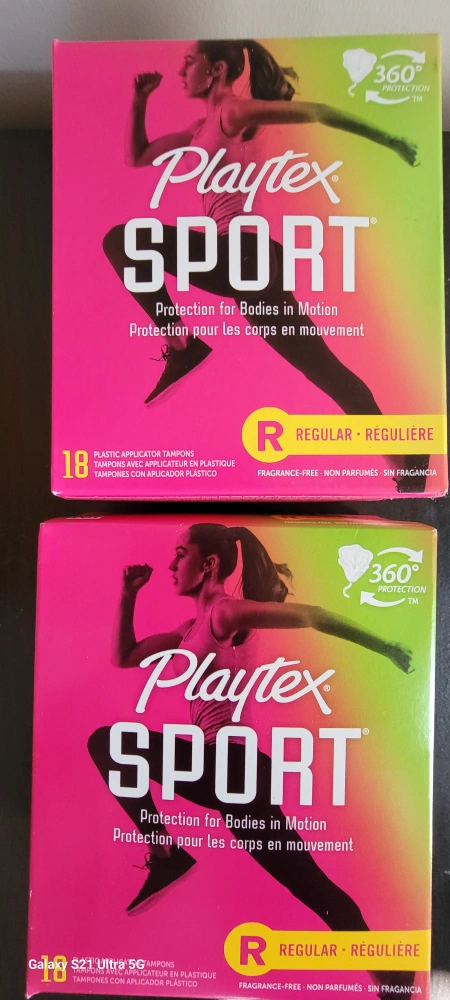 360°
PROTECTION
TM
Playtex®
SPORT®
Protection for Bodies in Motion
Protection pour les corps en mouvement
R REGULAR · RÉGULIÈRE
18 PLASTIC APPLICATOR TAMPONS
TAMPONS AVEC APPLICATEUR EN PLASTIQUE
TAMPONES CON APLICADOR PLÁSTICO
FRAGRANCE-FREE · NON PARFUMÉS · SIN FRAGANCIA
360°
PROTECTION
TM
Playtex®
SPORT®
Protection for Bodies in Motion
Protection pour les corps en mouvement
R REGULAR · RÉGULIÈRE
Galaxy S21 Ultra 5G
18 TAMPONS
TAMPONS AVEC APPLICATEUR EN PLASTIQUE
TAMPONES CON APLICADOR PLÁSTICO
FRAGRANCE-FREE · NON PARFUMÉS · SIN FRAGANCIA